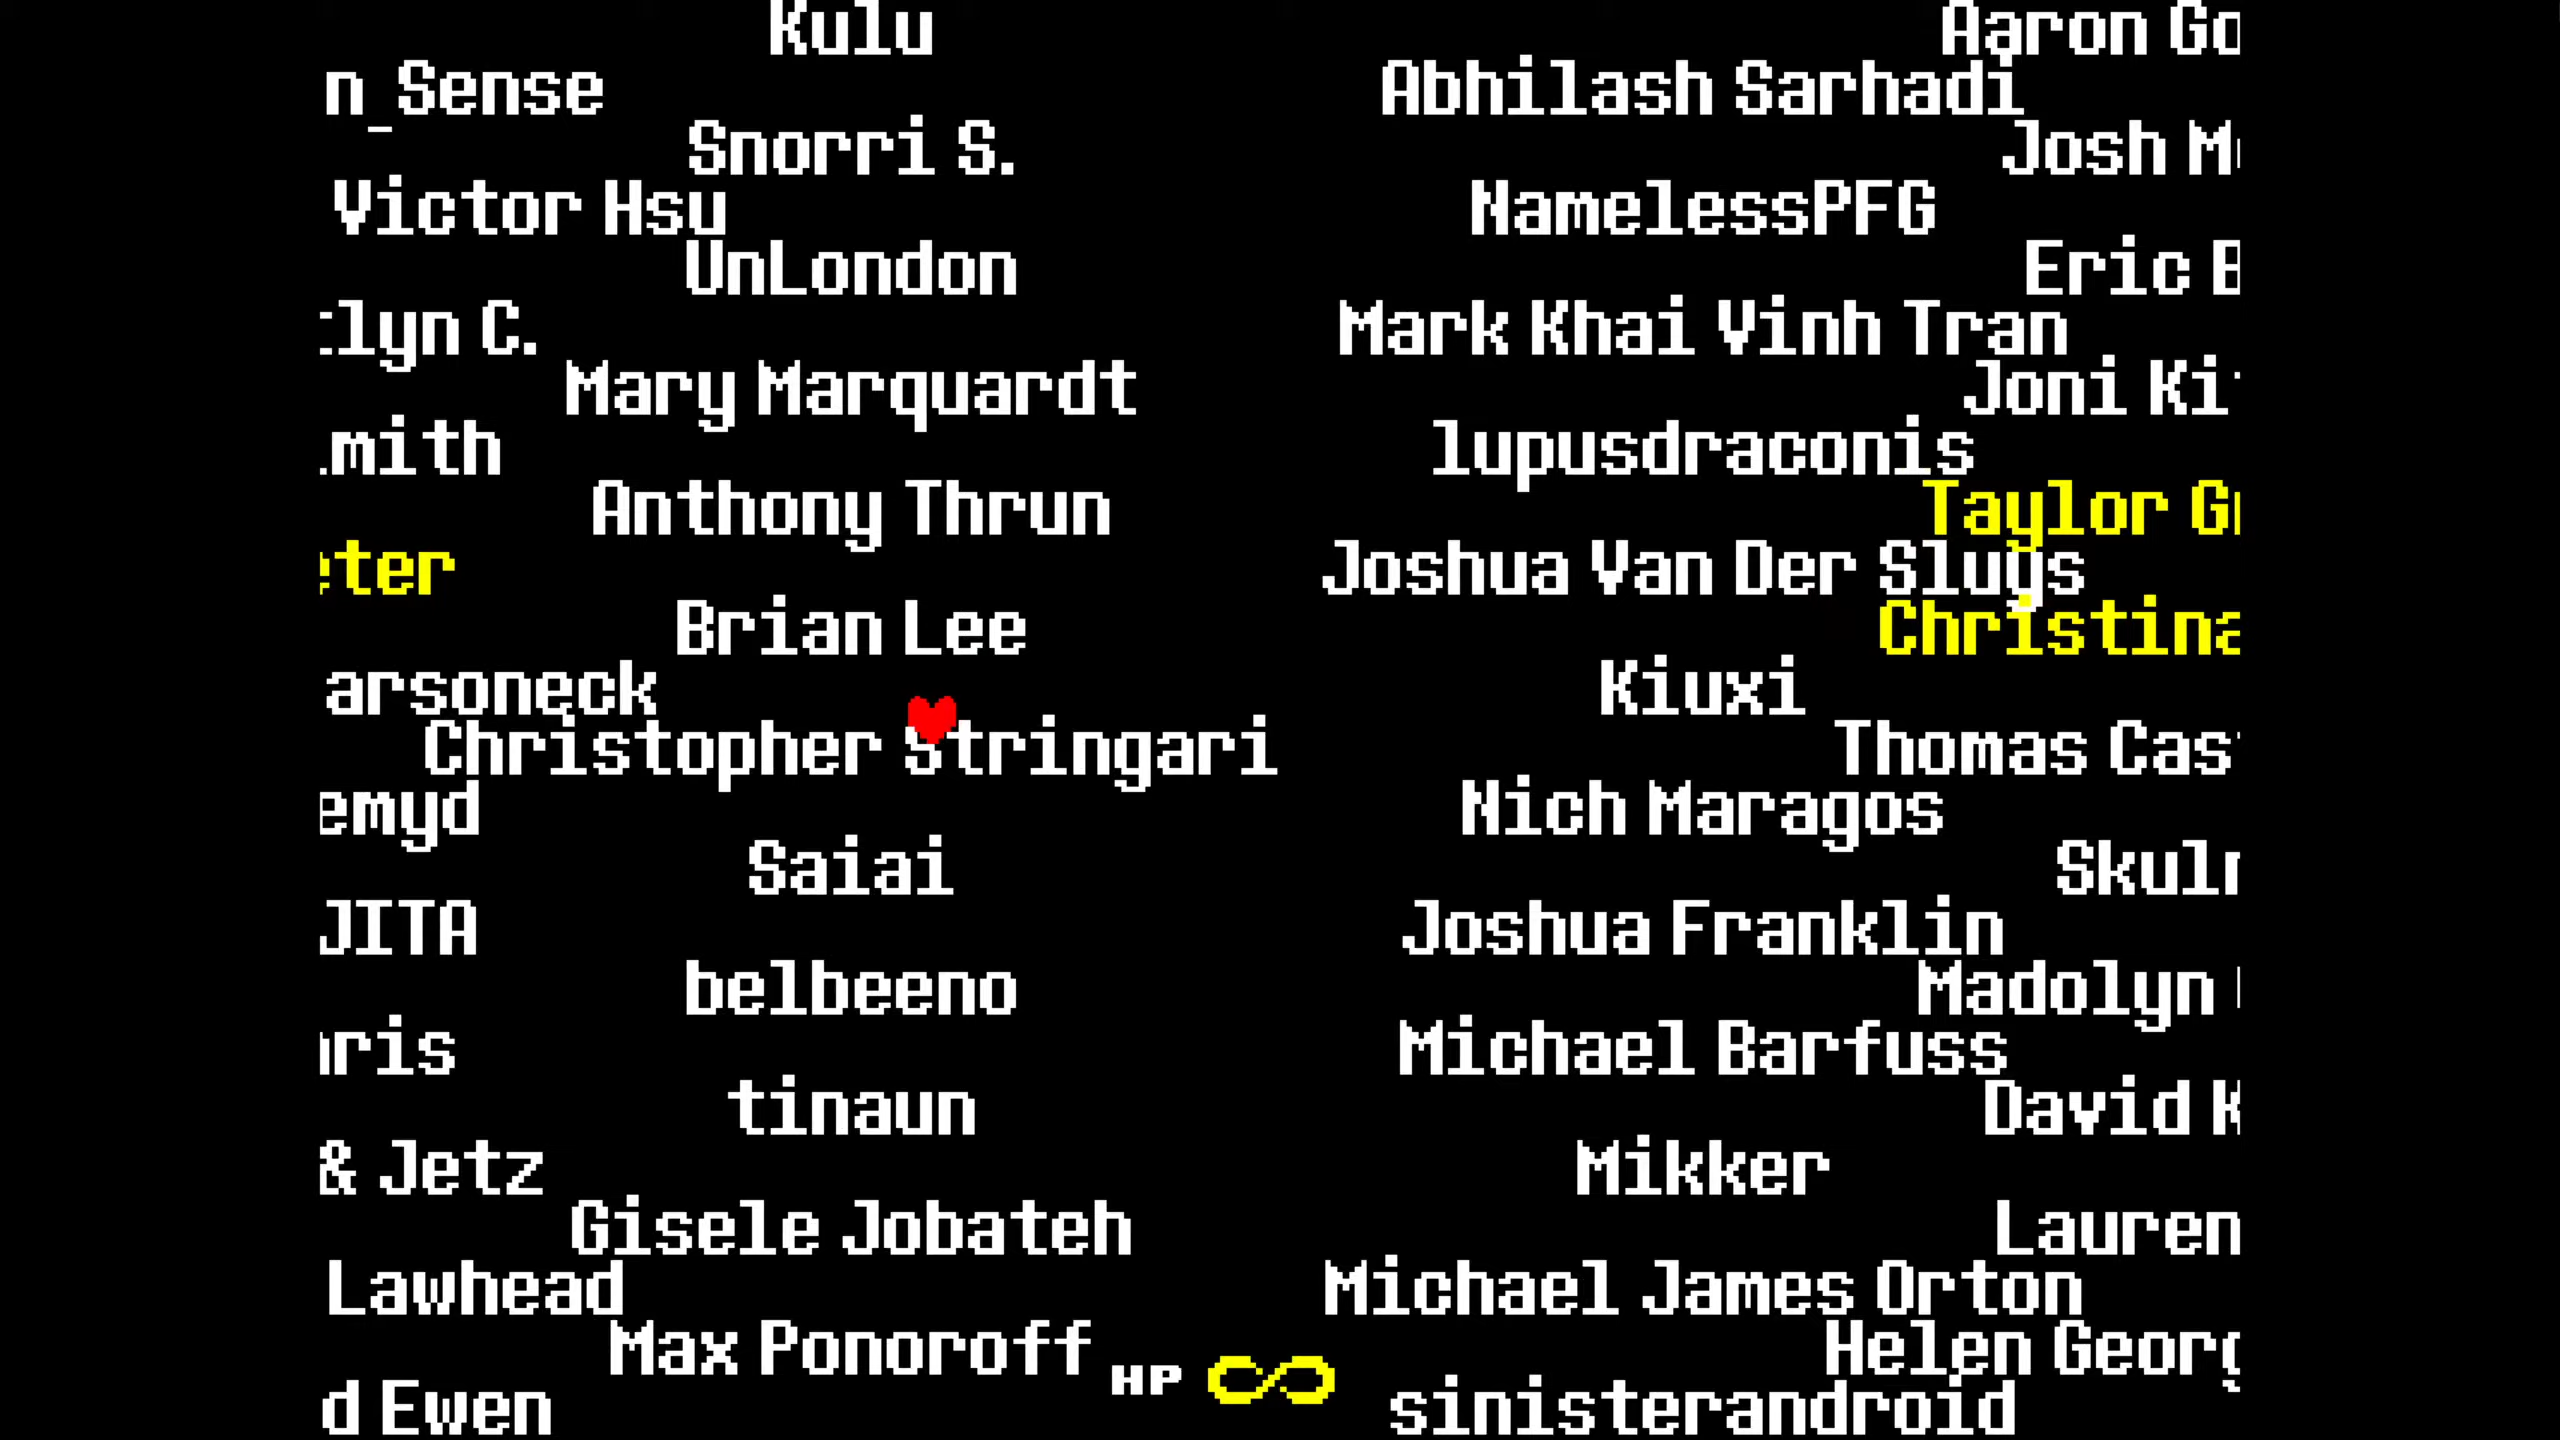 Kulu
Aaron
n_Sense
Abhilash Sarhadi
Snorri S.
Josh
Victor Hsu
NamelessPFG
UnLondon
Eric
lyn C.
Mark Khai Vinh Tran
Mary Marquardt
Joni
mith
lupusdraconis
Anthony Thrun
Taylor
ter
Joshua Van Der Sluys
Brian Lee
Christina
arsoneck
Kiuxi
Christopher Stringari
Thomas Cas
emyd
Nich Maragos
Saiai
Skul
JITA
Joshua Franklin
belbeeno
Madolyn
ris
Michael Barfuss
tinaun
David
& Jetz
Mikker
Gisele Jobateh
Lauren
Lawhead
Michael James Orton
Max Ponoroff
Helen Geor
HP ∞
d Ewen
sinisterandroid